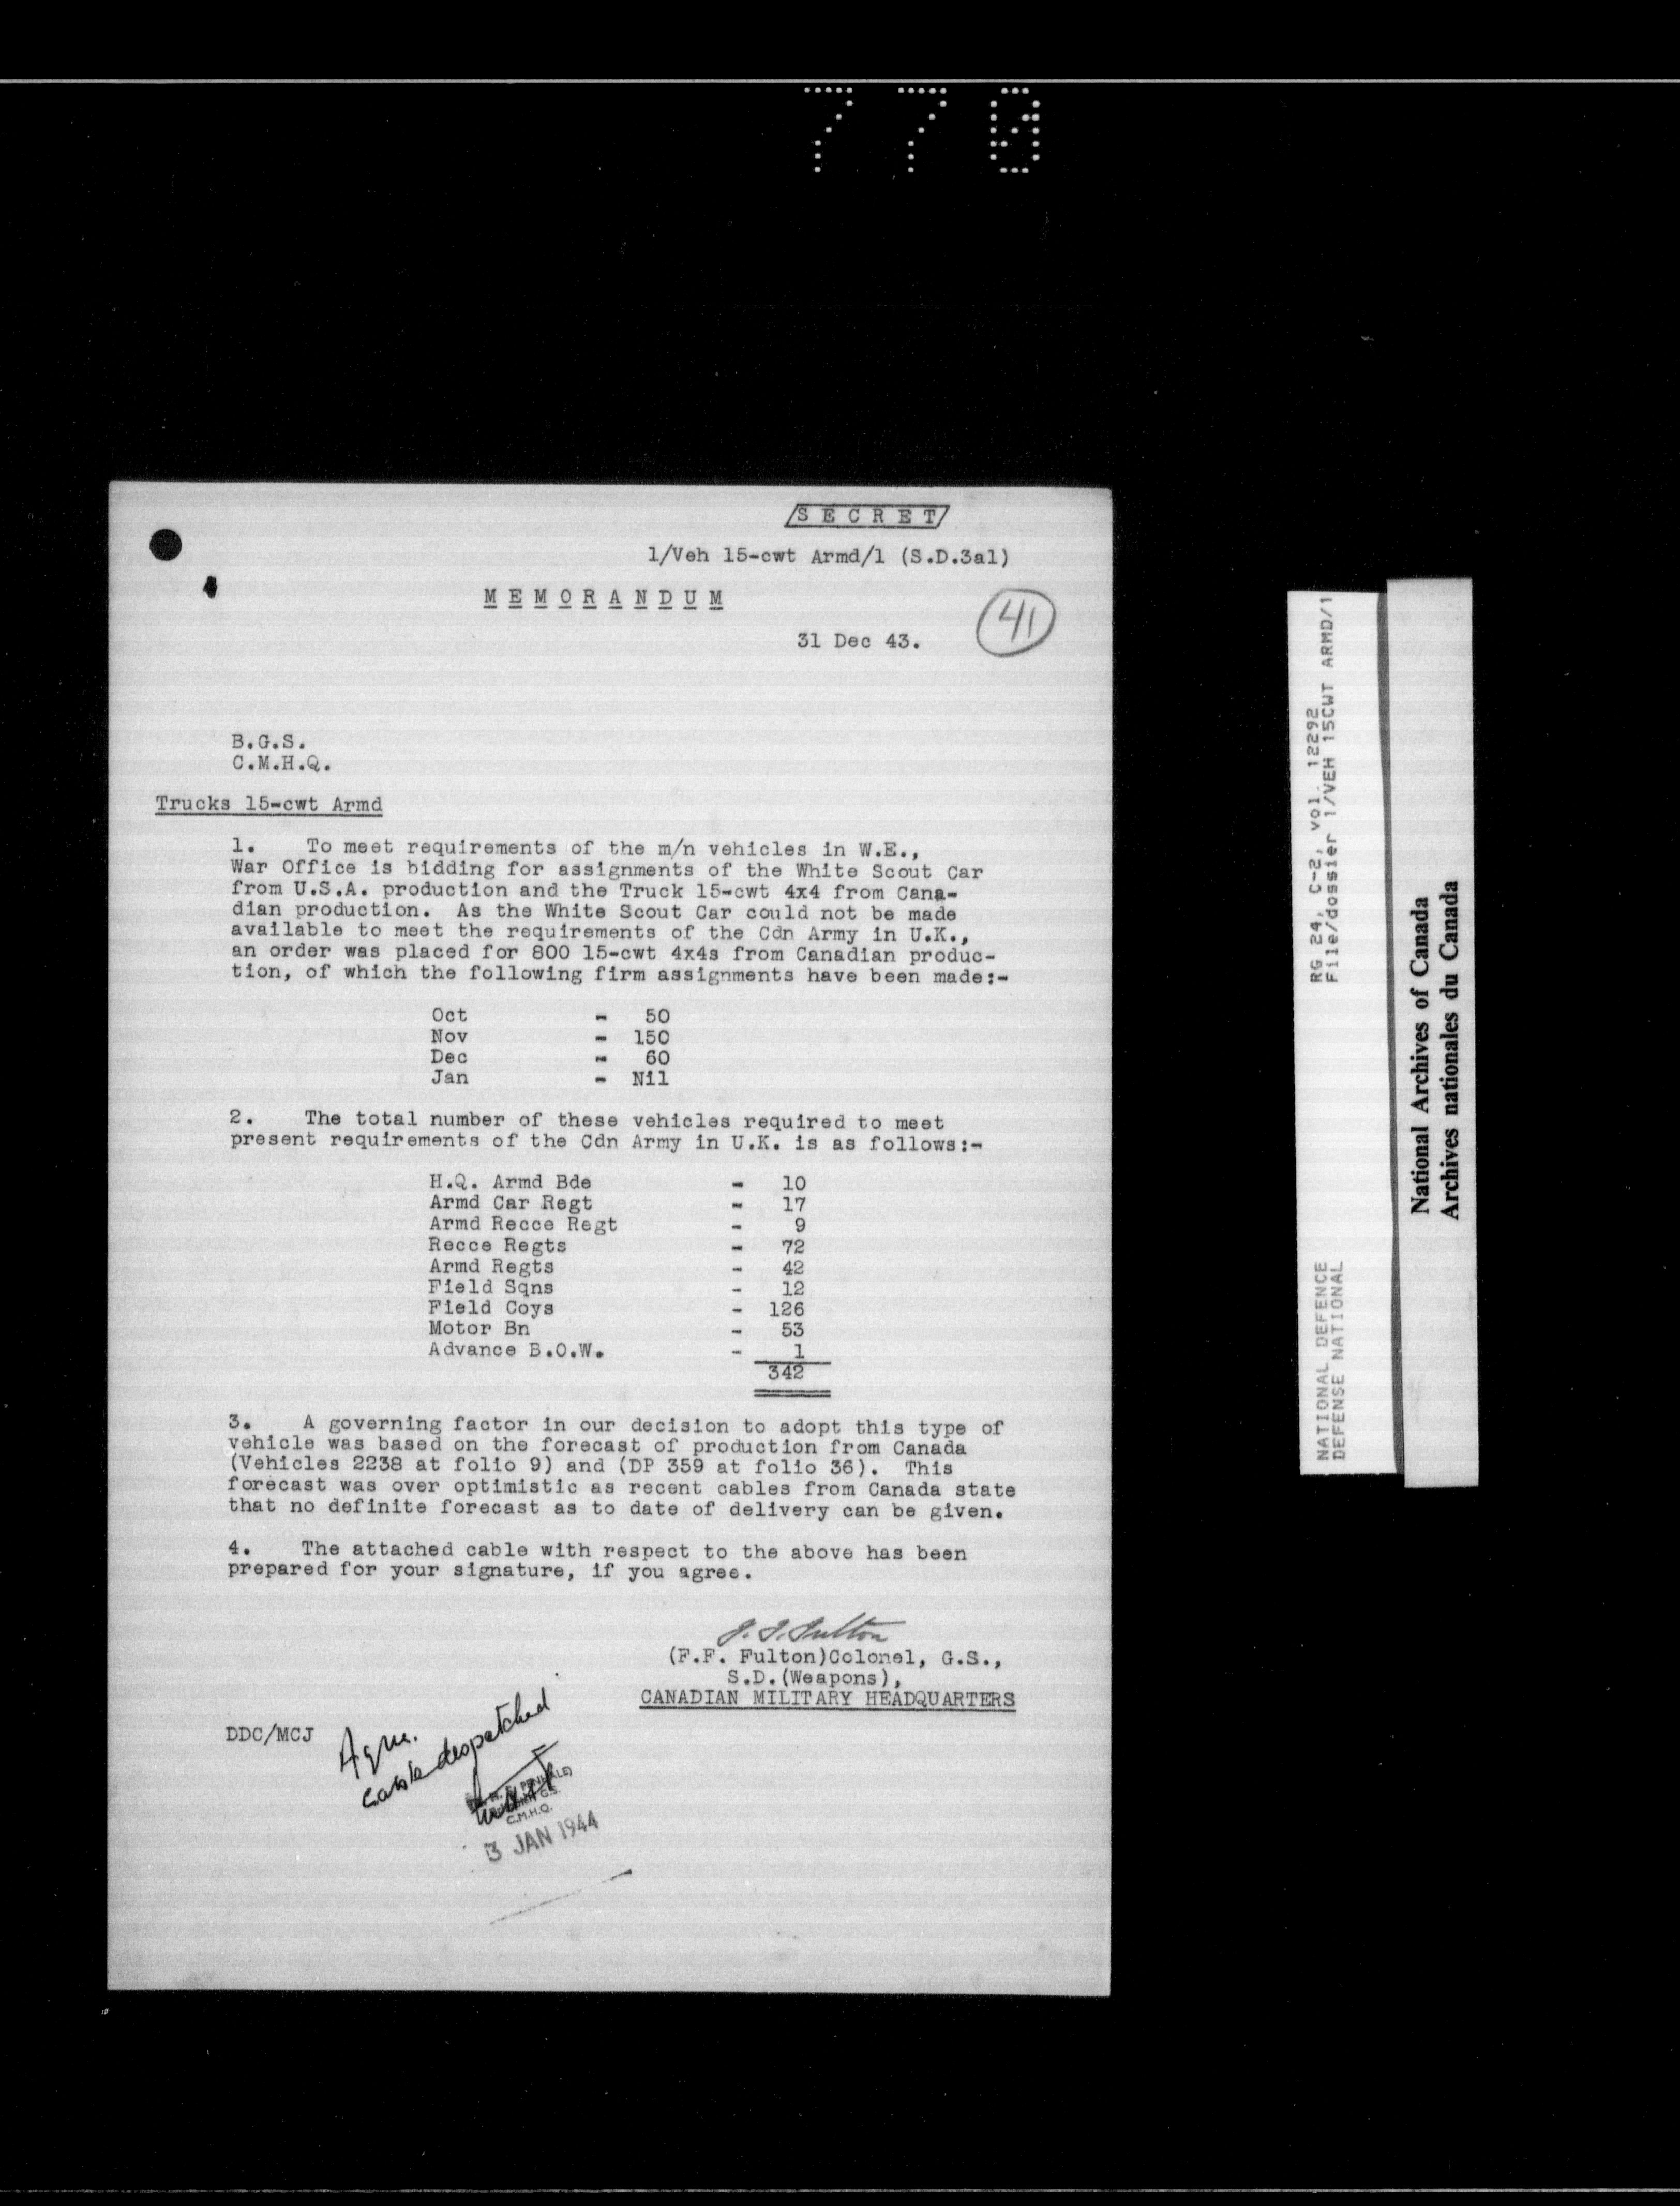 770
SECRET
1/Veh 15-cwt Armd/1 (S.D.3a1)
MEMORANDUM
41
31 Dec 43.
B.G.S.
C.M.H.Q.
Trucks 15-cwt Armd
1. To meet requirements of the m/n vehicles in W.E.,
War Office is bidding for assignments of the White Scout Car
from U.S.A. production and the Truck 15-cwt 4x4 from Cana-
dian production. As the White Scout Car could not be made
available to meet the requirements of the Cdn Army in U.K.,
an order was placed for 800 15-cwt 4x4s from Canadian produc-
tion, of which the following firm assignments have been made:-
Oct - 50
Nov - 150
Dec - 60
Jan - Nil
2. The total number of these vehicles required to meet
present requirements of the Cdn Army in U.K. is as follows:-
H.Q. Armd Bde - 10
Armd Car Regt - 17
Armd Recce Regt - 9
Recce Regts - 72
Armd Regts - 42
Field Sqns - 12
Field Coys - 126
Motor Bn - 53
Advance B.O.W. - 1
342
3. A governing factor in our decision to adopt this type of
vehicle was based on the forecast of production from Canada
(Vehicles 2238 at folio 9) and (DP 359 at folio 36). This
forecast was over optimistic as recent cables from Canada state
that no definite forecast as to date of delivery can be given.
4. The attached cable with respect to the above has been
prepared for your signature, if you agree.
F. F. Fulton
(F.F. Fulton)Colonel, G.S.,
S.D.(Weapons),
CANADIAN MILITARY HEADQUARTERS
DDC/MCJ
Agree.
Cable despatched
PENHALE)
G.S.
C.M.H.Q.
3 JAN 1944
RG 24, C-2, vol. 12292
File/dossier 1/VEH 15CWT ARMD/1
NATIONAL DEFENCE
DEFENSE NATIONAL
National Archives of Canada
Archives nationales du Canada